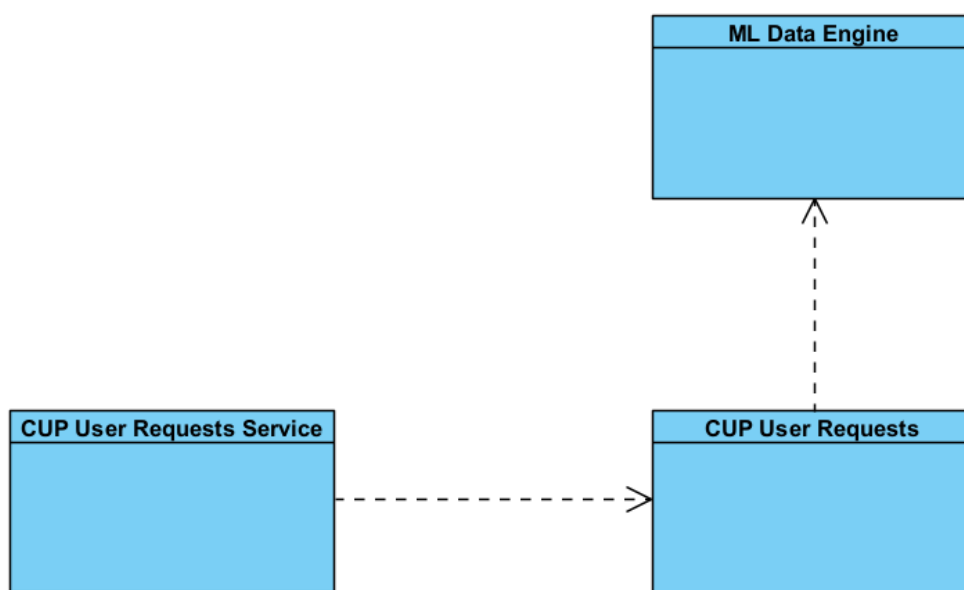 ML Data Engine
CUP User Requests Service
CUP User Requests